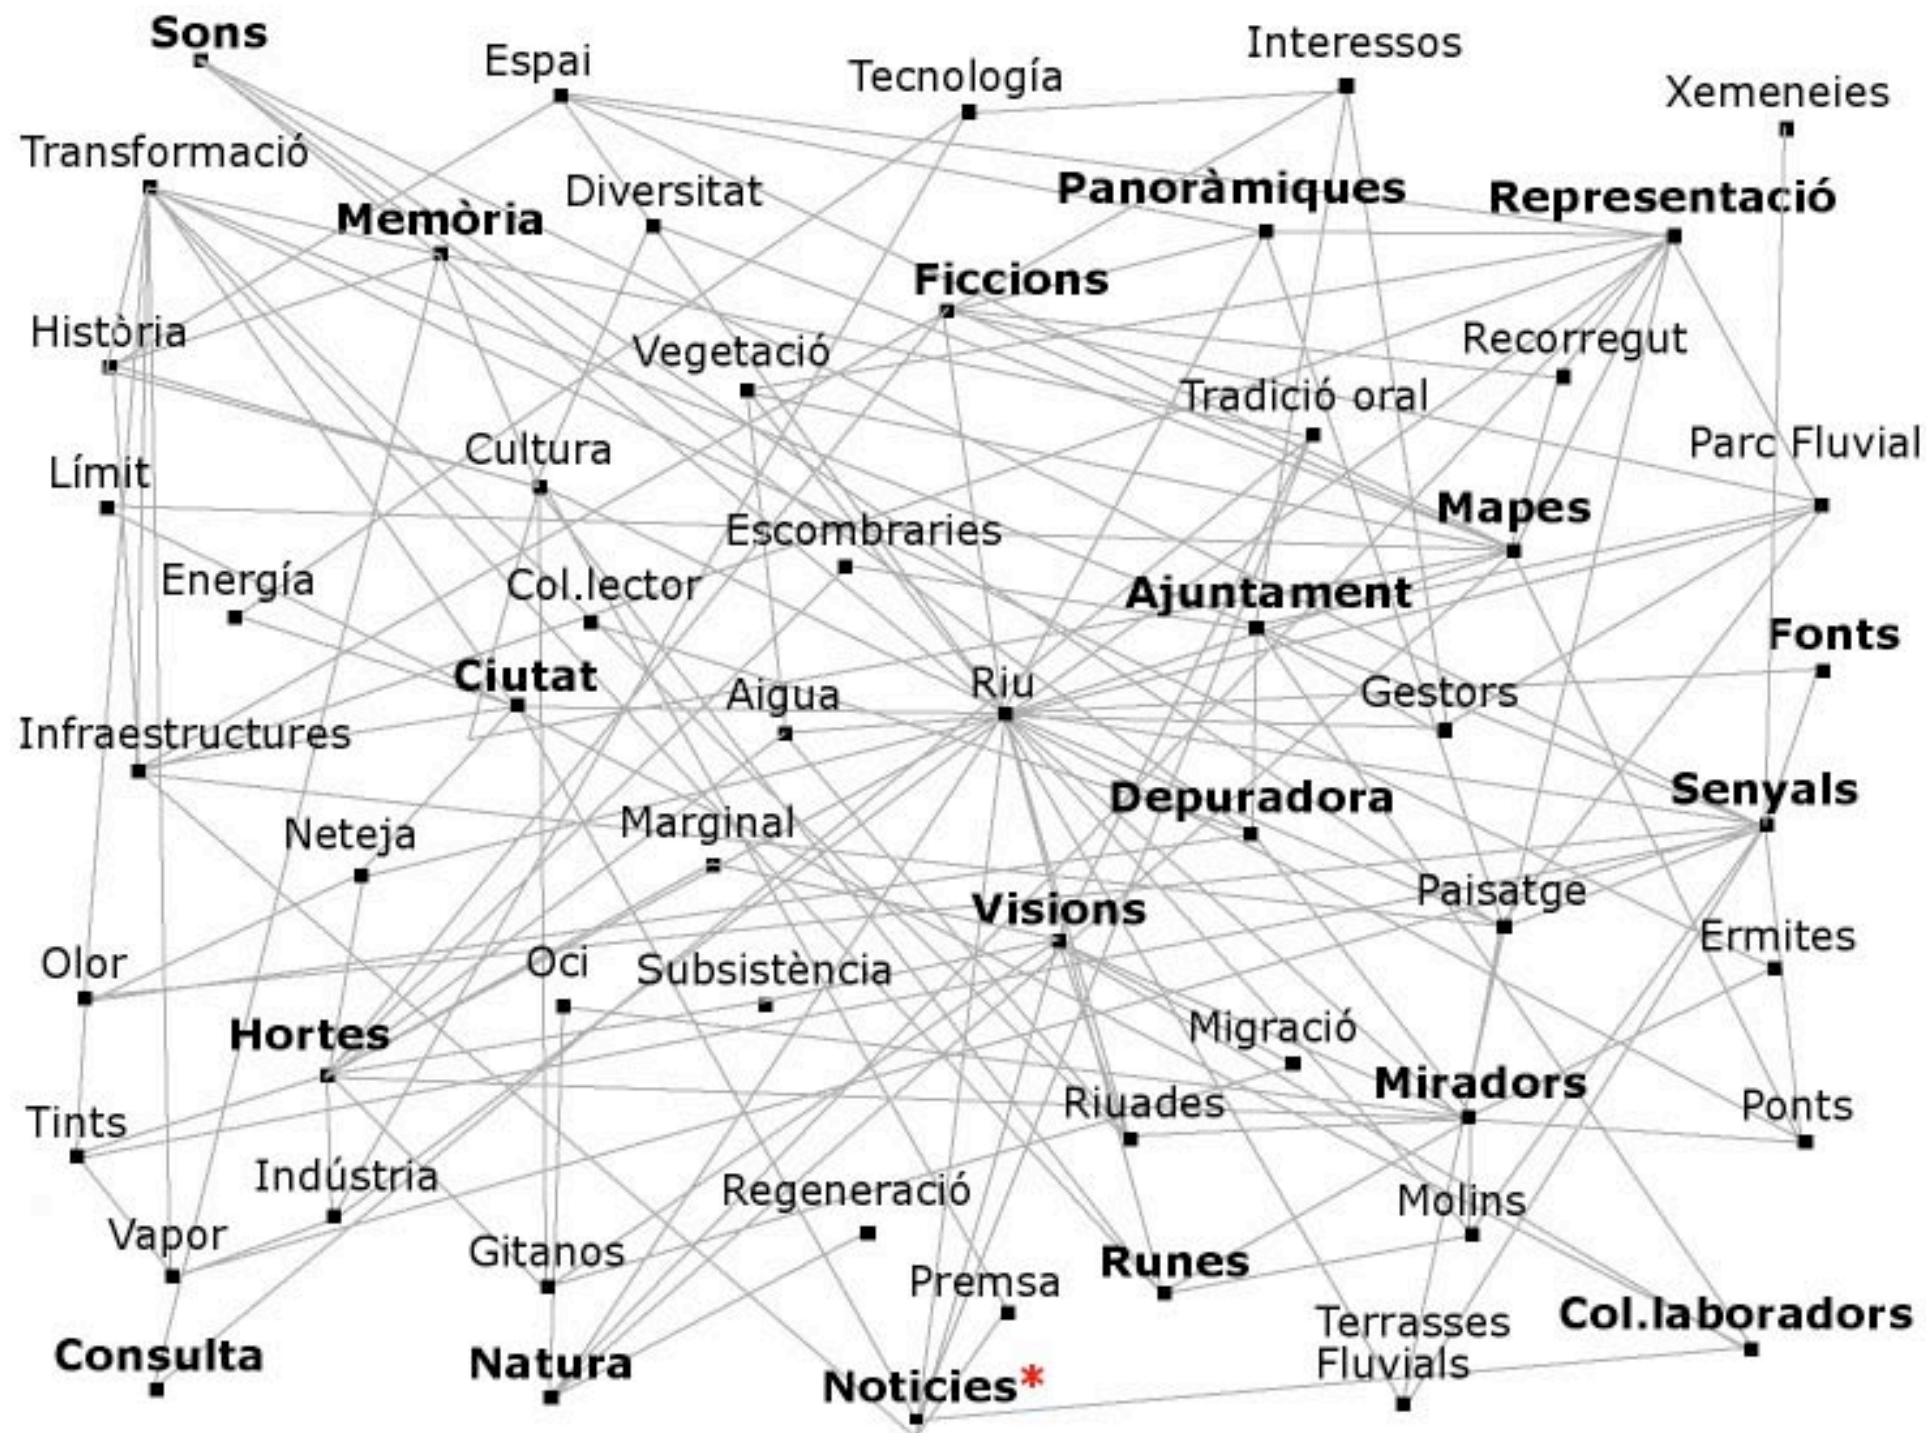 Sons
Espai
Tecnología
Interessos
Xemeneies
Transformació
Memòria
Diversitat
Panoràmiques
Representació
Ficcions
Història
Vegetació
Recorregut
Tradició oral
Parc Fluvial
Límit
Cultura
Escombraries
Mapes
Energía
Col.lector
Ajuntament
Fonts
Ciutat
Aigua
Riu
Gestors
Infraestructures
Neteja
Marginal
Depuradora
Senyals
Visions
Paisatge
Ermites
Olor
Oci
Subsistència
Hortes
Migració
Miradors
Tints
Riuades
Ponts
Indústria
Vapor
Regeneració
Molins
Gitanos
Premsa
Runes
Consulta
Natura
Noticies*
Terrasses
Fluvials
Col.laboradors